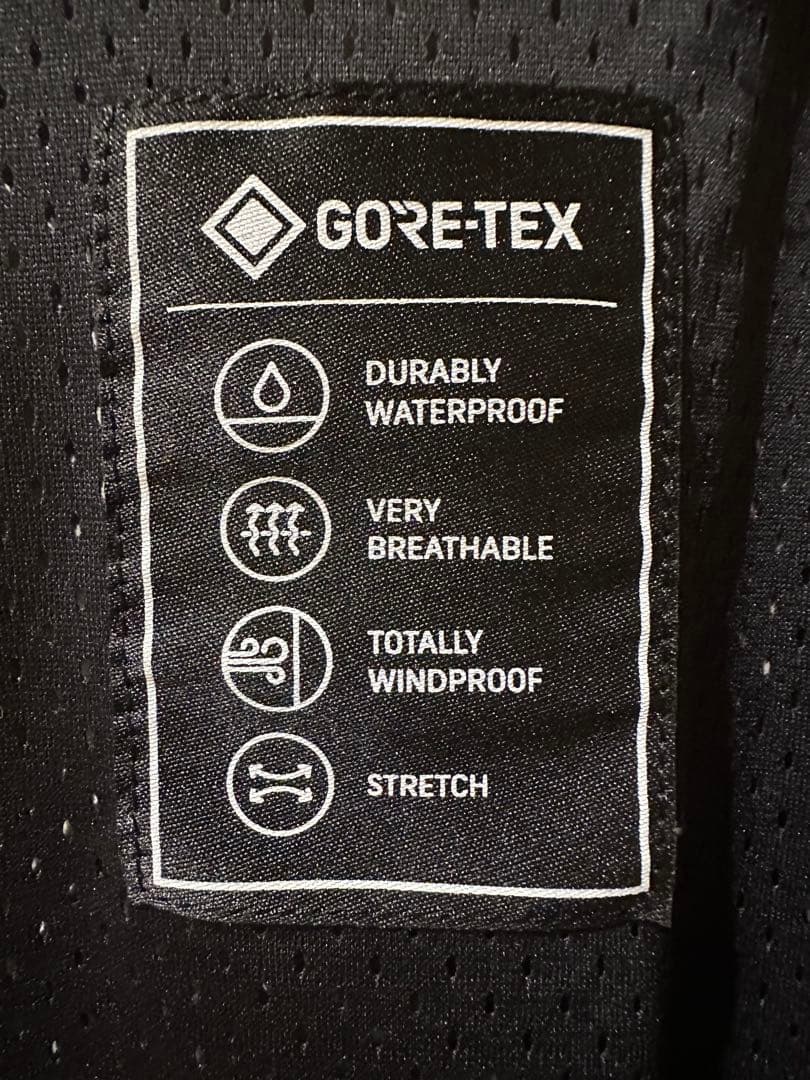 GORE-TEX
DURABLY
WATERPROOF
VERY
BREATHABLE
TOTALLY
WINDPROOF
STRETCH